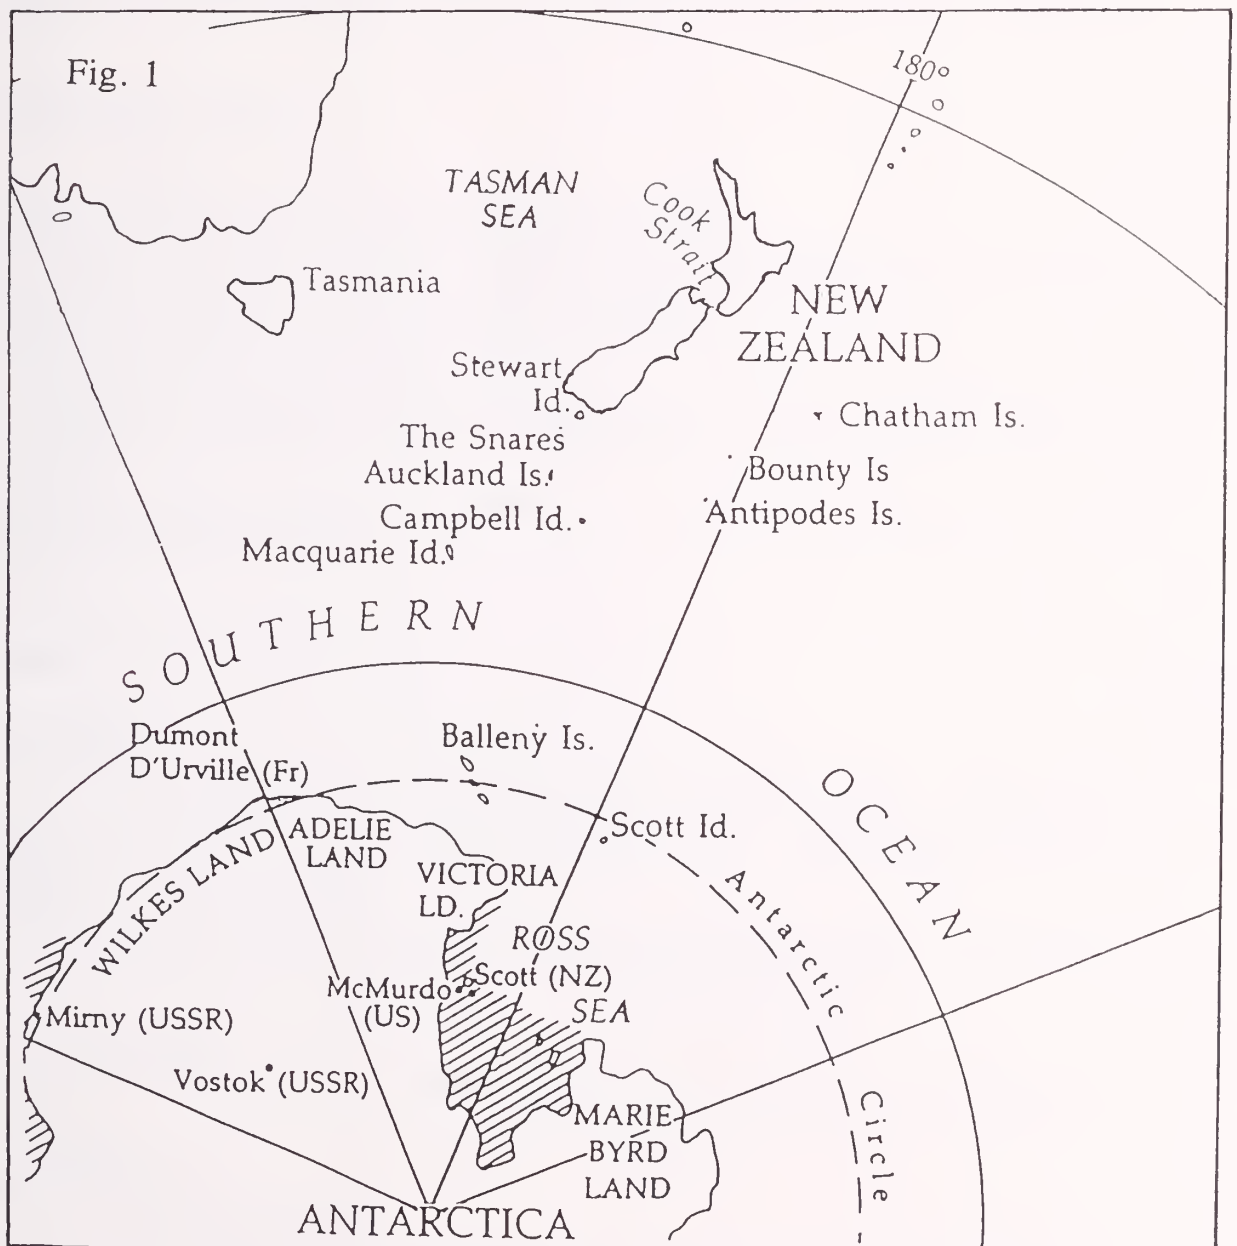 Fig. 1
180°
TASMAN
SEA
Cook
Strait
Tasmania
NEW
ZEALAND
Stewart
Id.
Chatham Is.
The Snares
Auckland Is.
Bounty Is
Campbell Id.
Antipodes Is.
Macquarie Id.
SOUTHERN
Dumont
D'Urville (Fr)
Balleny Is.
OCEAN
Scott Id.
ADELIE
LAND
WILKES LAND
VICTORIA
LD.
Antarctic
ROSS
Scott (NZ)
McMurdo
(US)
SEA
Mirny (USSR)
Vostok (USSR)
Circle
MARIE
BYRD
LAND
ANTARCTICA